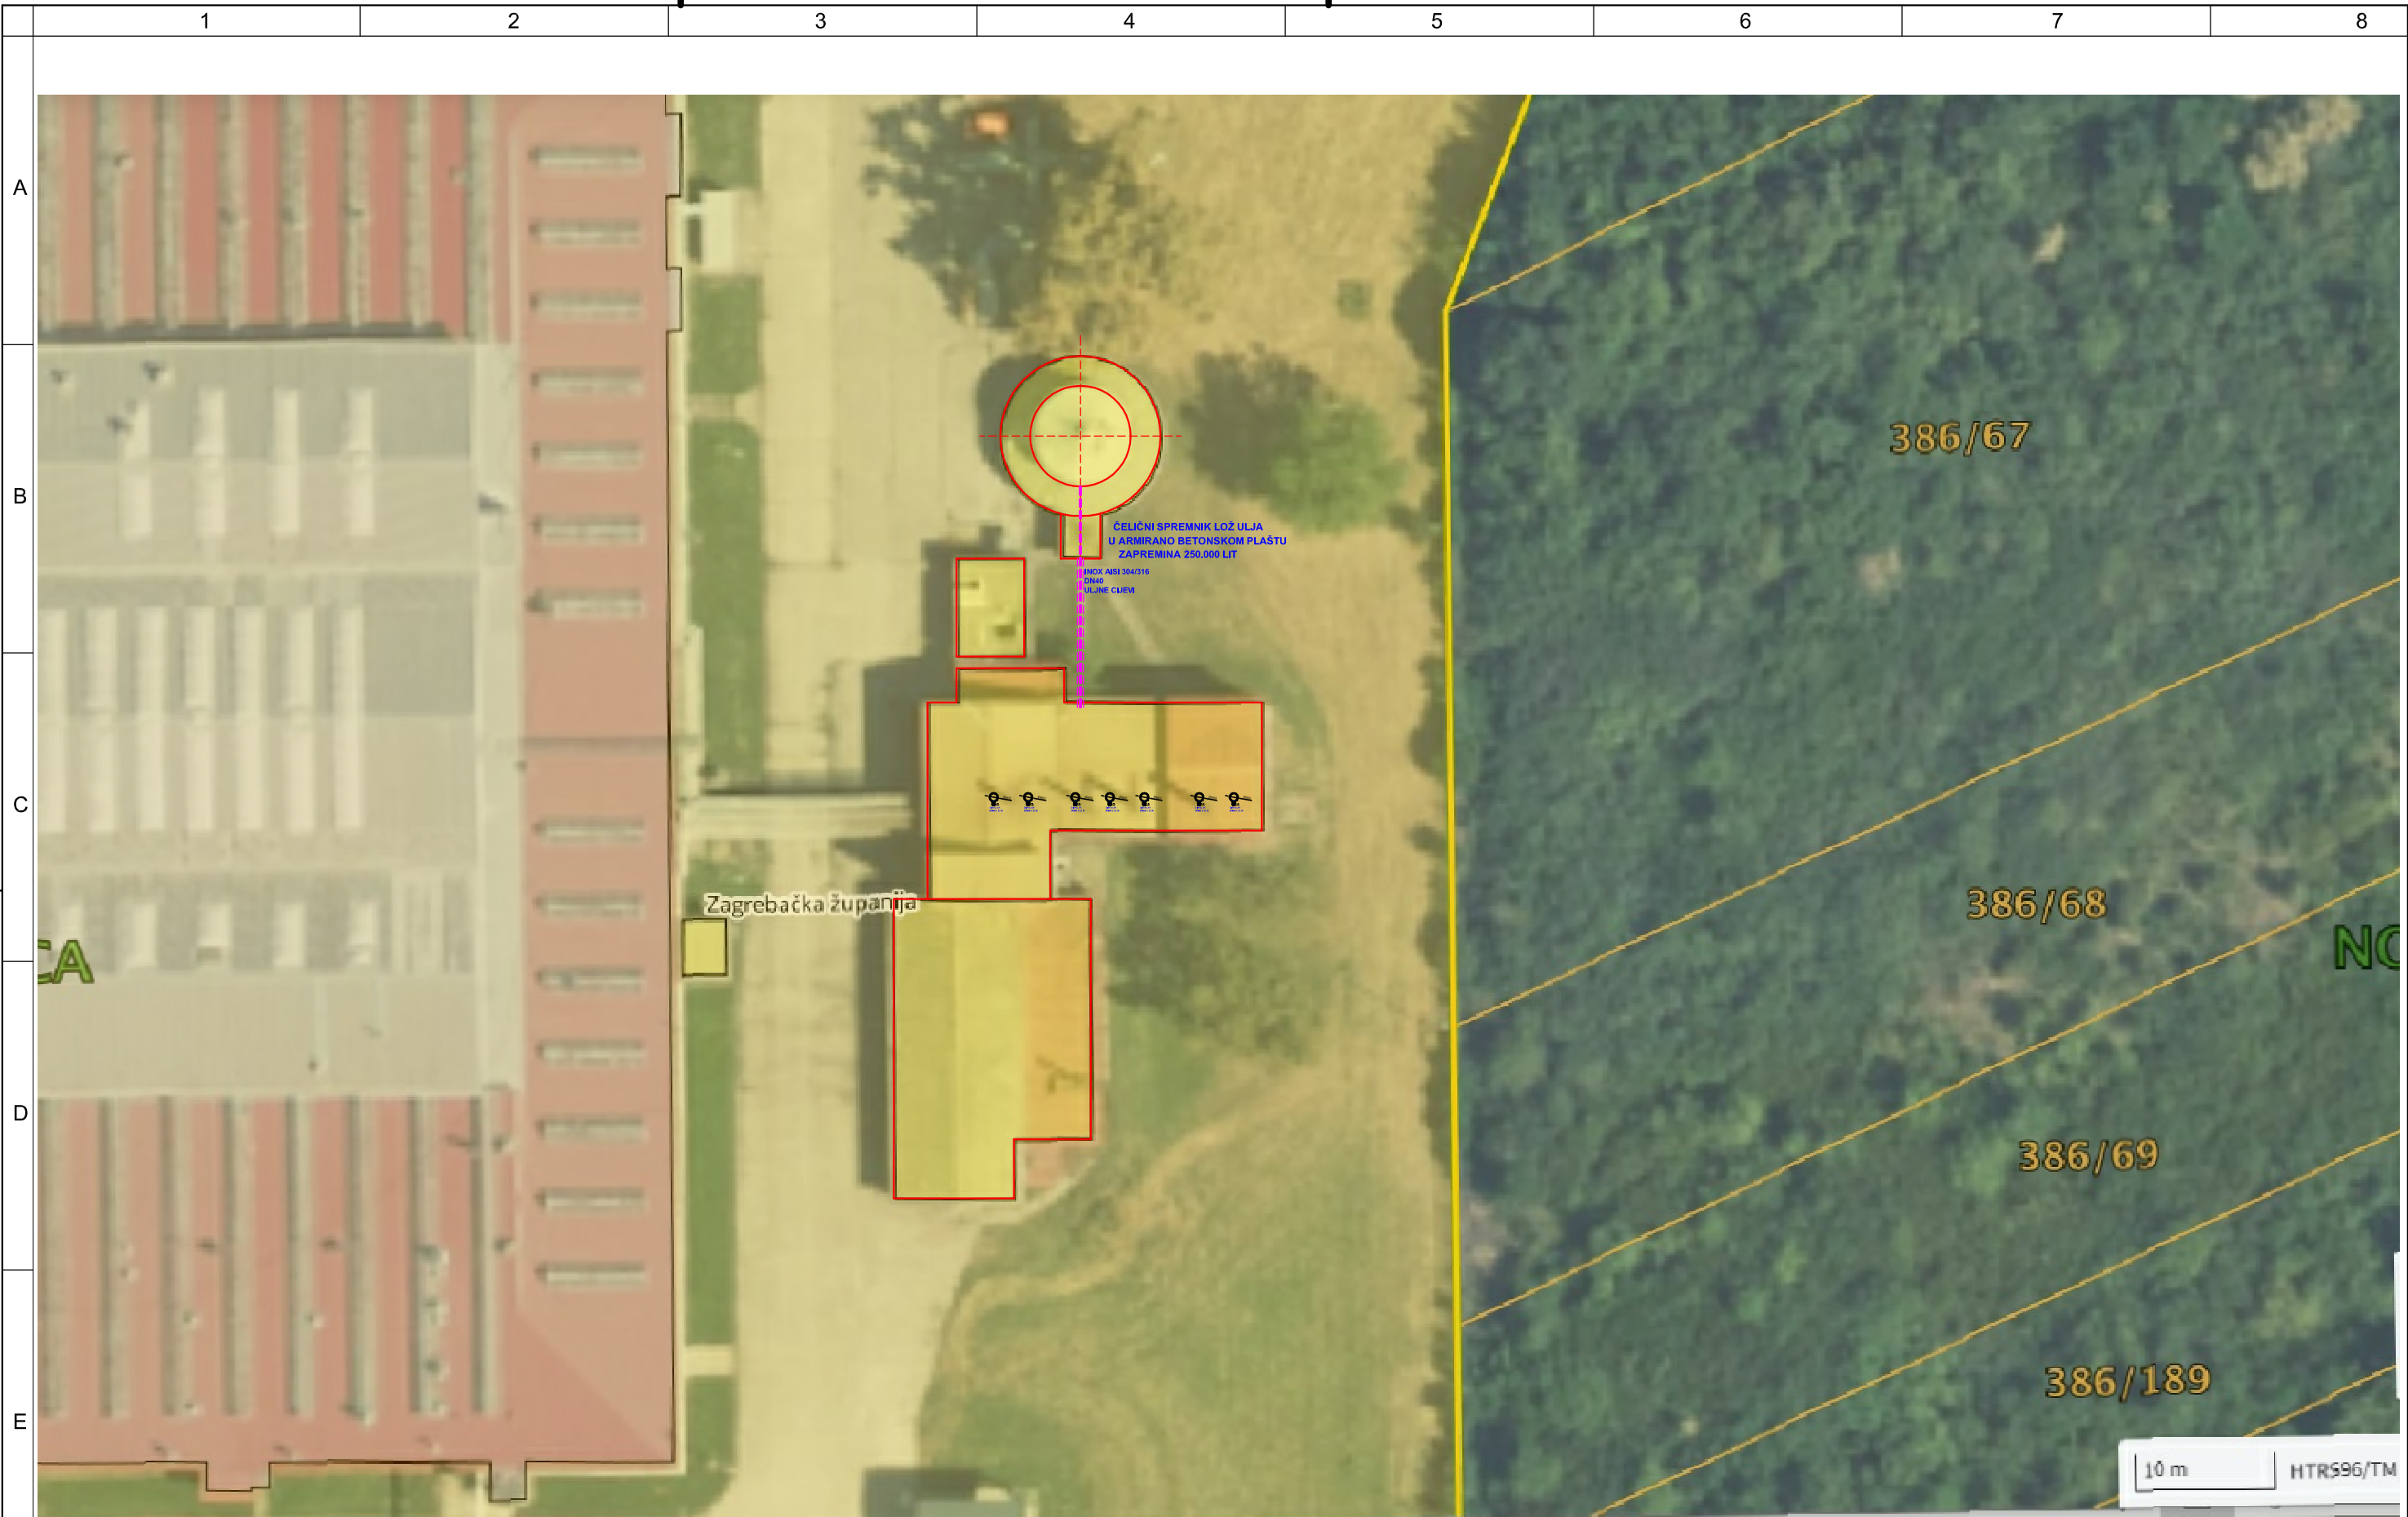 1 2 3 4 5 6 7 8
A
B
C
D
E
386/67
ČELIČNI SPREMNIK LOŽ ULJA
U ARMIRANO BETONSKOM PLAŠTU
ZAPREMINA 250.000 LIT
INOX AISI 304/316
DN40
ULJNE CIJEVI
Zagrebačka županija
386/68
CA
NO
386/69
386/189
10 m
HTRS96/TM